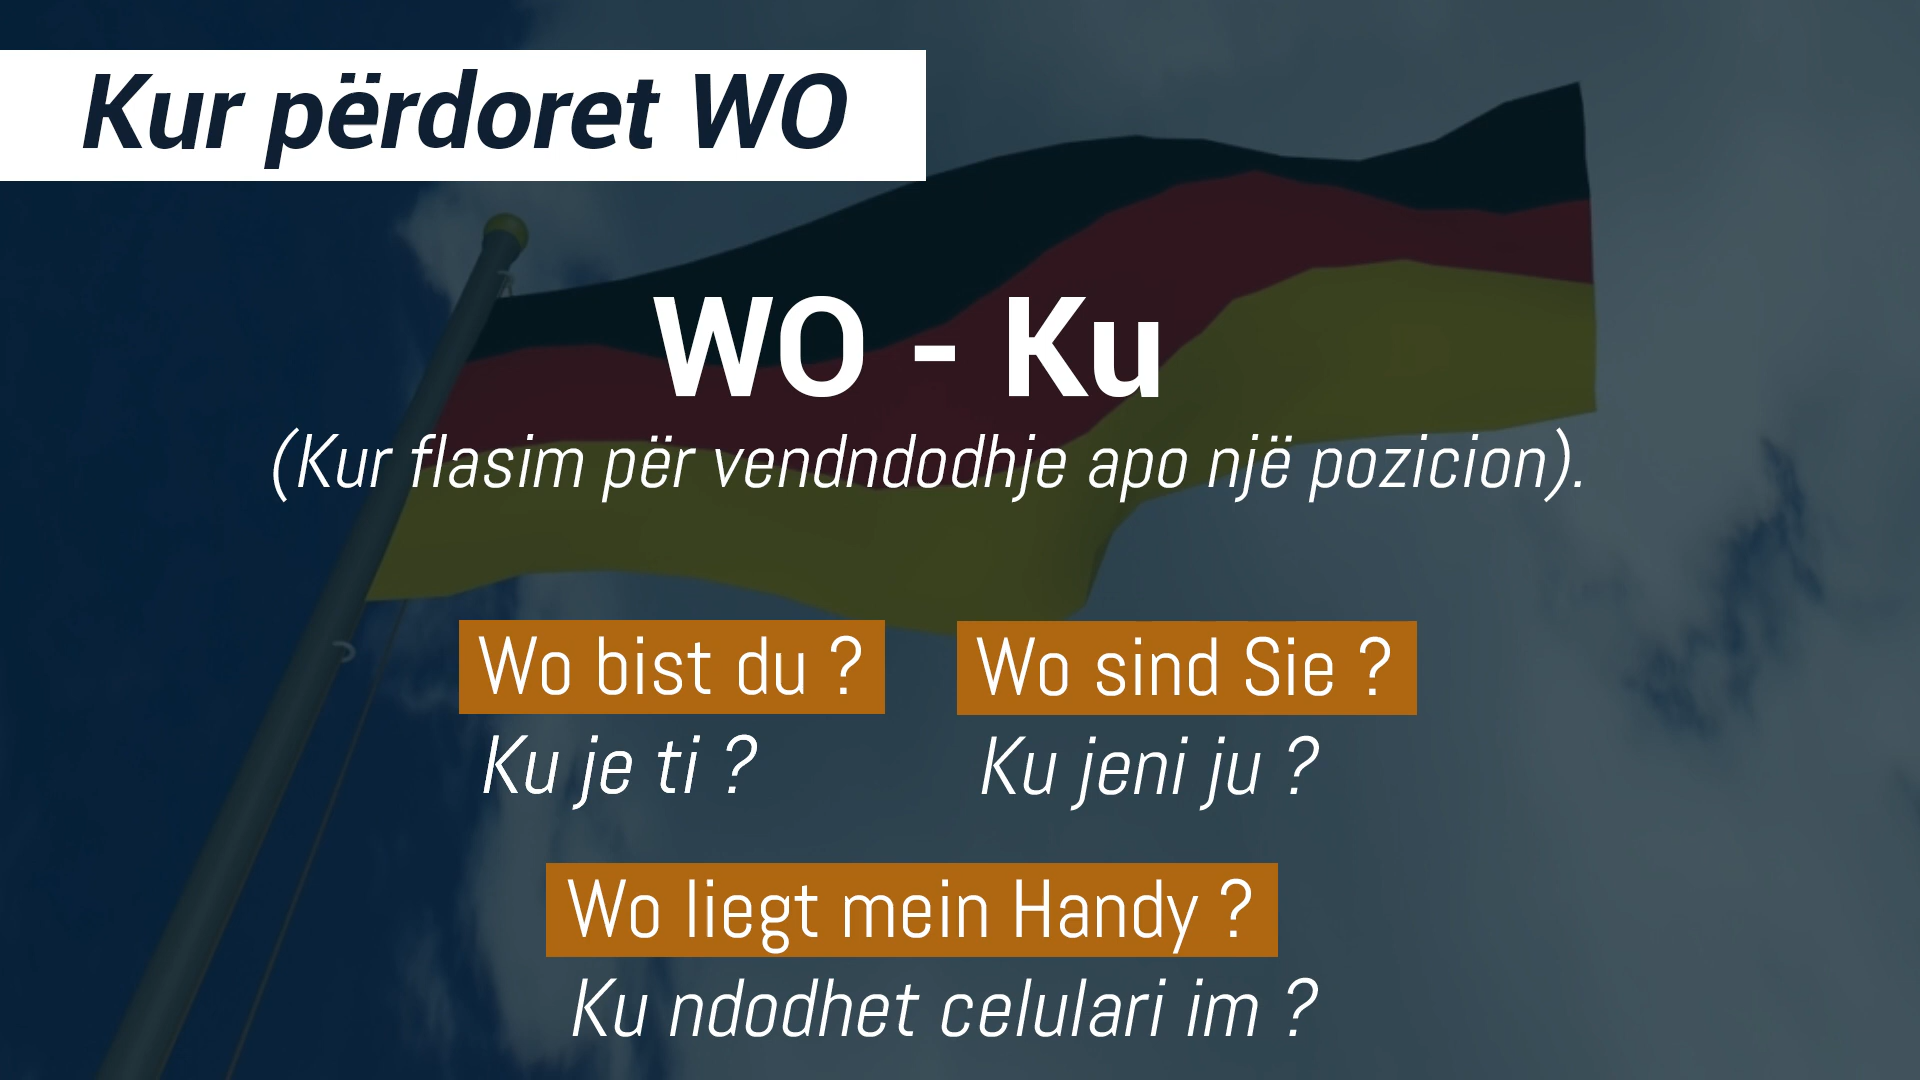 Kur përdoret WO
WO - Ku
(Kur flasim për vendndodhje apo një pozicion).
Wo bist du ?
Ku je ti ?
Wo sind Sie ?
Ku jeni ju ?
Wo liegt mein Handy ?
Ku ndodhet celulari im ?